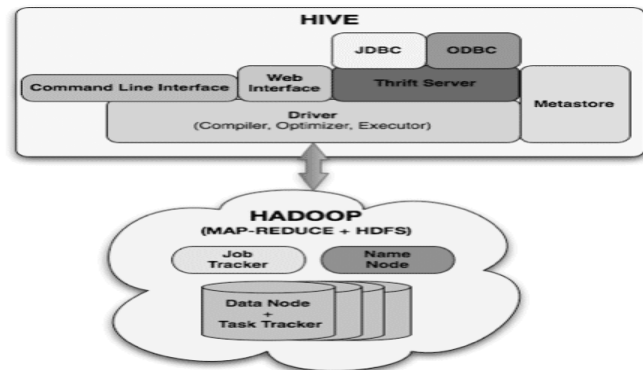 HIVE
JDBC
ODBC
Command Line Interface
Web
Interface
Thrift Server
Metastore
Driver
(Compiler, Optimizer, Executor)
HADOOP
(MAP-REDUCE + HDFS)
Job
Tracker
Name
Node
Data Node
+
Task Tracker